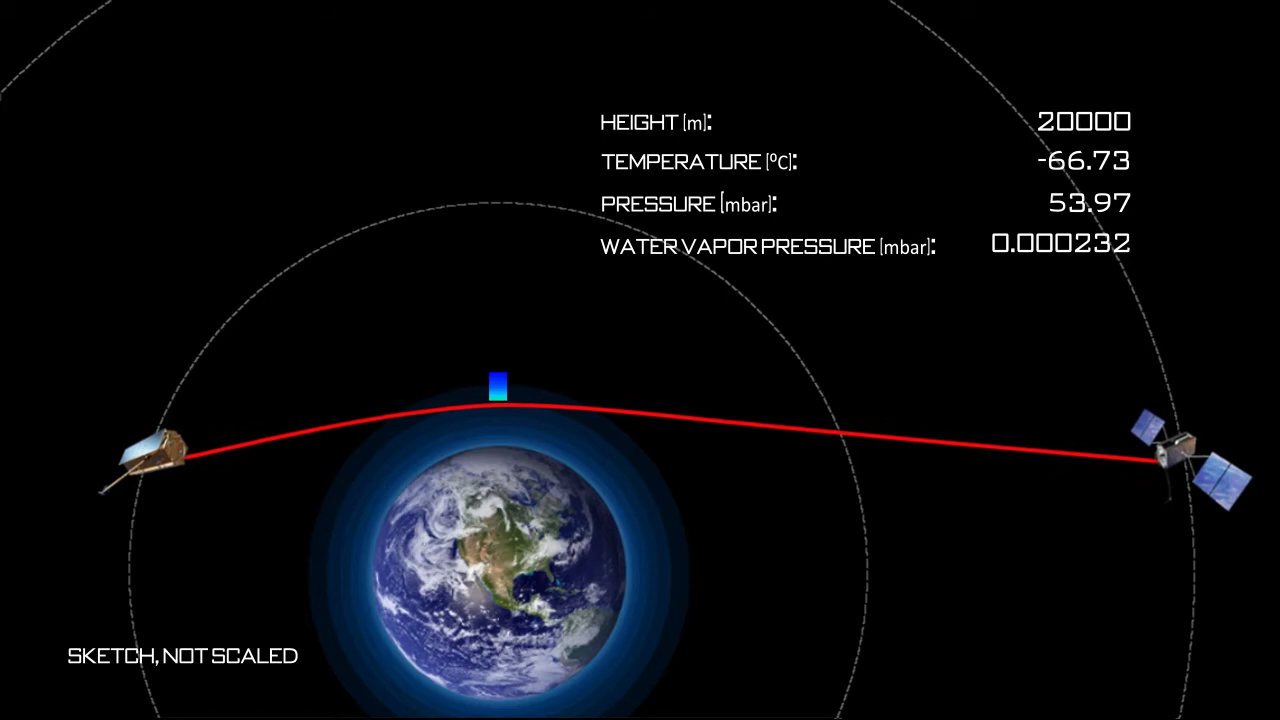 HEIGHT [m]: 20000
TEMPERATURE [ºC]: -66.73
PRESSURE [mbar]: 53.97
WATER VAPOR PRESSURE [mbar]: 0.000232
SKETCH, NOT SCALED